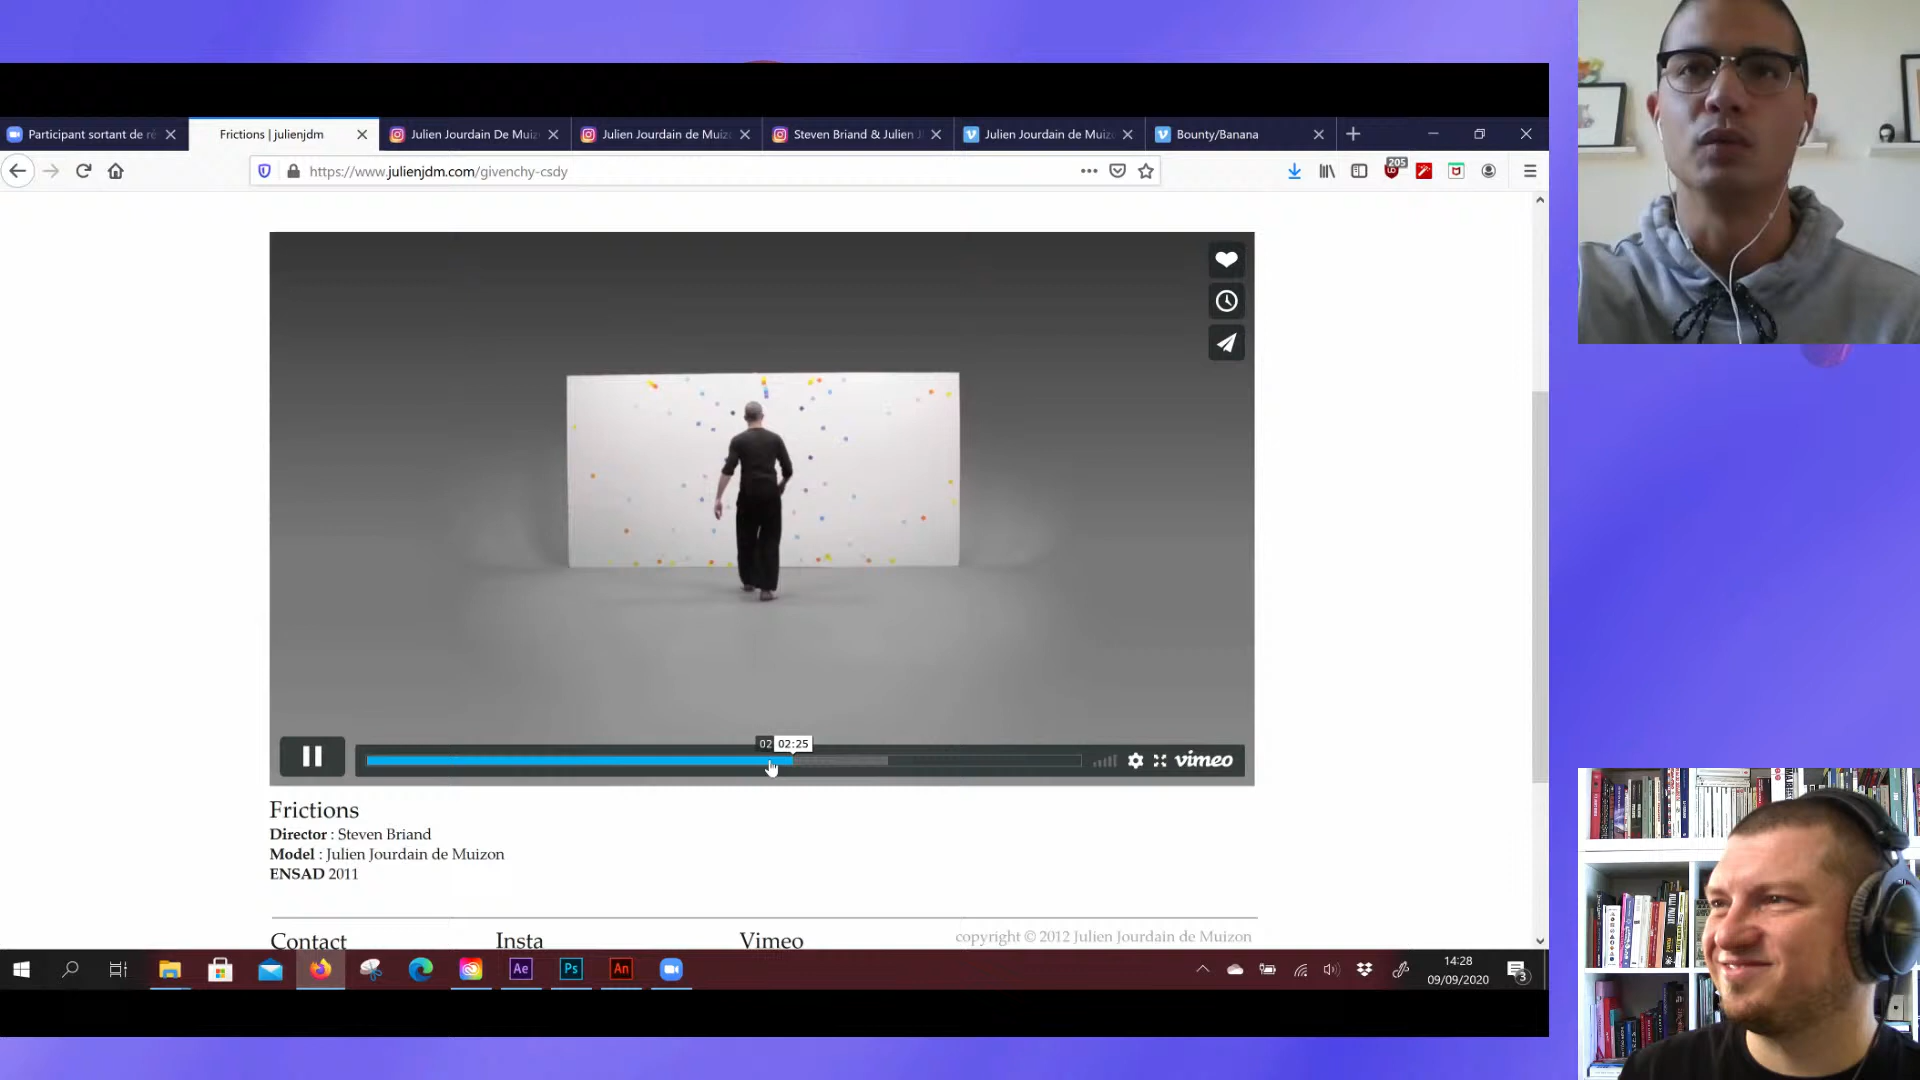 Participant sortant de ré
Frictions | julienjdm
Julien Jourdain De Muiz
Julien Jourdain de Muiz
Steven Briand & Julien J
Julien Jourdain de Muiz
Bounty/Banana
https://www.julienjdm.com/givenchy-csdy
205
02 02:25
vimeo
Frictions
Director : Steven Briand
Model : Julien Jourdain de Muizon
ENSAD 2011
Contact Insta Vimeo copyright © 2012 Julien Jourdain de Muizon
Ae Ps An
14:28
09/09/2020
3